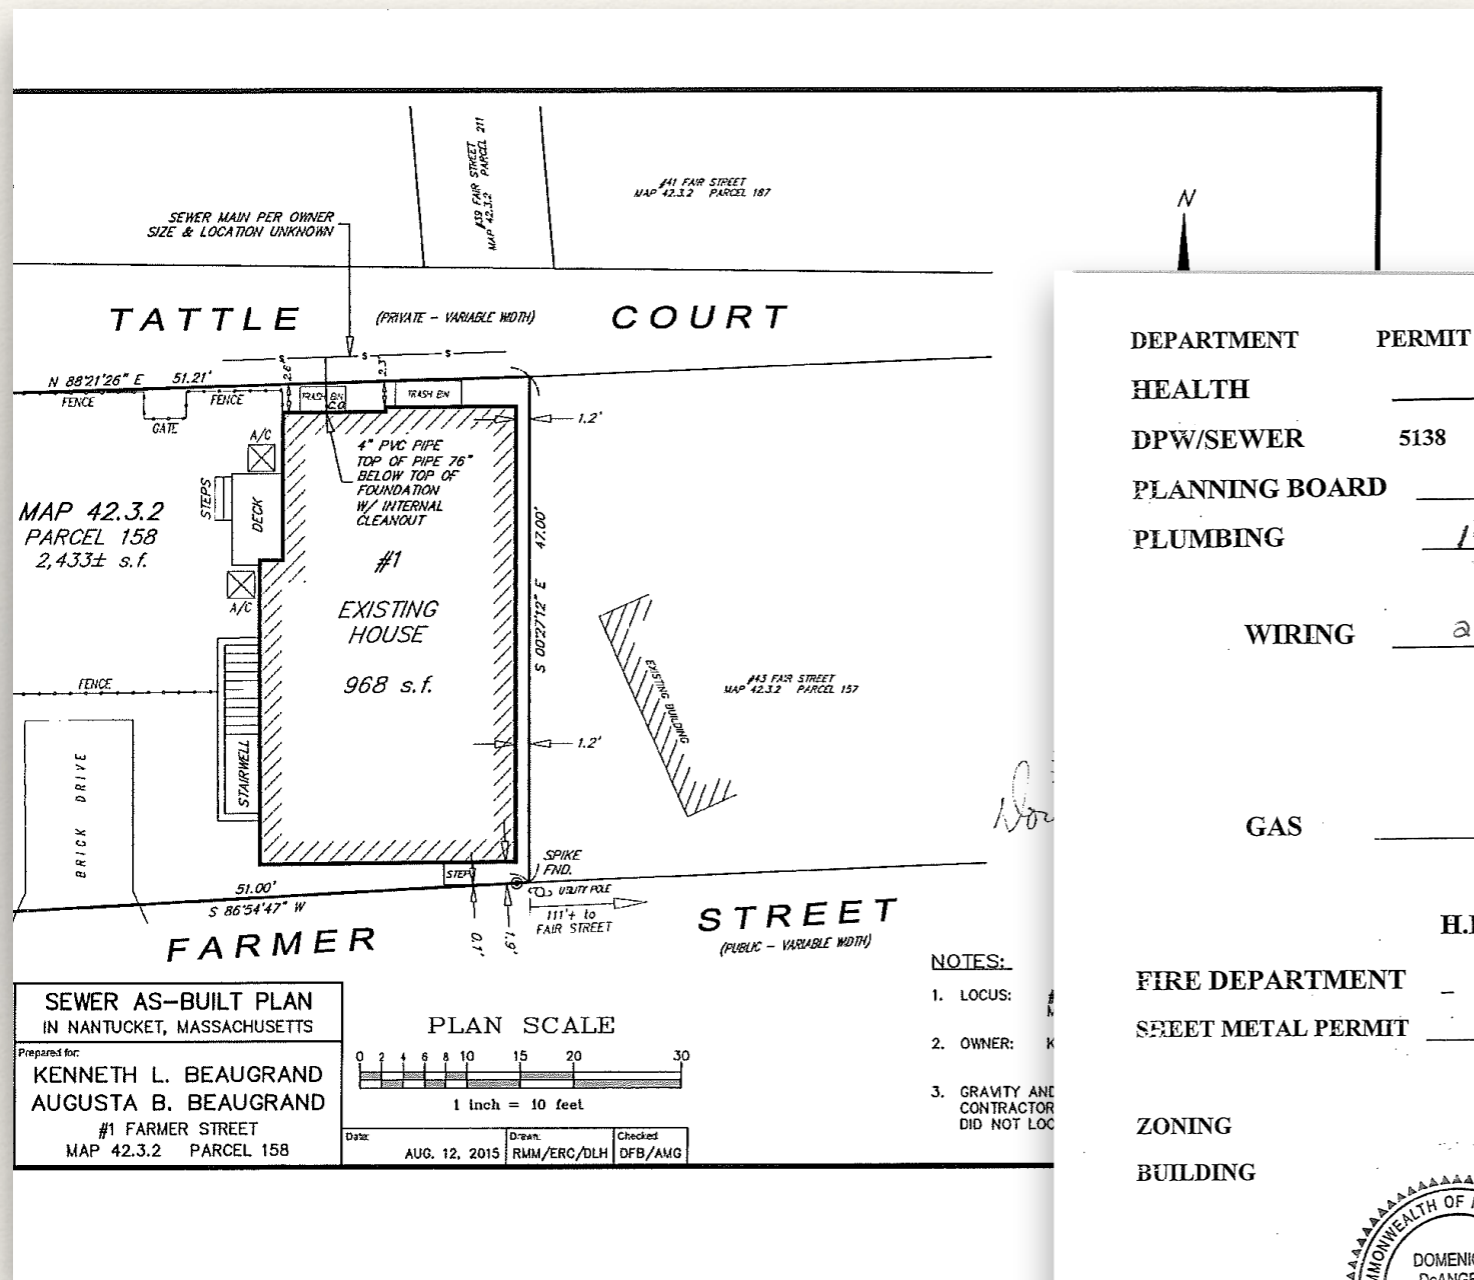 #39 FAIR STREET
MAP 42.3.2 PARCEL 211
#41 FAIR STREET
MAP 42.3.2 PARCEL 187
N
SEWER MAIN PER OWNER
SIZE & LOCATION UNKNOWN
TATTLE
(PRIVATE - VARIABLE WIDTH)
COURT
S
S
S
N 88°21'26" E 51.21'
2.6'
2.3'
FENCE
GATE
FENCE
TRASH BIN
C.O.
TRASH BIN
1.2'
A/C
4" PVC PIPE
TOP OF PIPE 76"
BELOW TOP OF
FOUNDATION
W/ INTERNAL
CLEANOUT
STEPS
DECK
MAP 42.3.2
PARCEL 158
2,433± s.f.
A/C
#1
EXISTING
HOUSE
968 s.f.
S 00°27'12" E 47.00'
EXISTING BUILDING
#43 FAIR STREET
MAP 42.3.2 PARCEL 157
FENCE
1.2'
STAIRWELL
BRICK DRIVE
STEP
SPIKE
FND.
UTILITY POLE
111'± to
FAIR STREET
51.00'
S 86°54'47" W
0.1'
1.9'
FARMER
STREET
(PUBLIC - VARIABLE WIDTH)
SEWER AS-BUILT PLAN
IN NANTUCKET, MASSACHUSETTS
Prepared for:
KENNETH L. BEAUGRAND
AUGUSTA B. BEAUGRAND
#1 FARMER STREET
MAP 42.3.2 PARCEL 158
PLAN SCALE
0 2 4 6 8 10 15 20 30
1 inch = 10 feet
Date: AUG. 12, 2015
Drawn: RMM/ERC/DLH
Checked: DFB/AMG
NOTES:
1. LOCUS: #
2. OWNER: K
3. GRAVITY AND
CONTRACTOR
DID NOT LOC
DEPARTMENT PERMIT
HEALTH
DPW/SEWER 5138
PLANNING BOARD
PLUMBING
WIRING
GAS
FIRE DEPARTMENT
SHEET METAL PERMIT
ZONING
BUILDING
MONWEALTH OF
DOMENIC